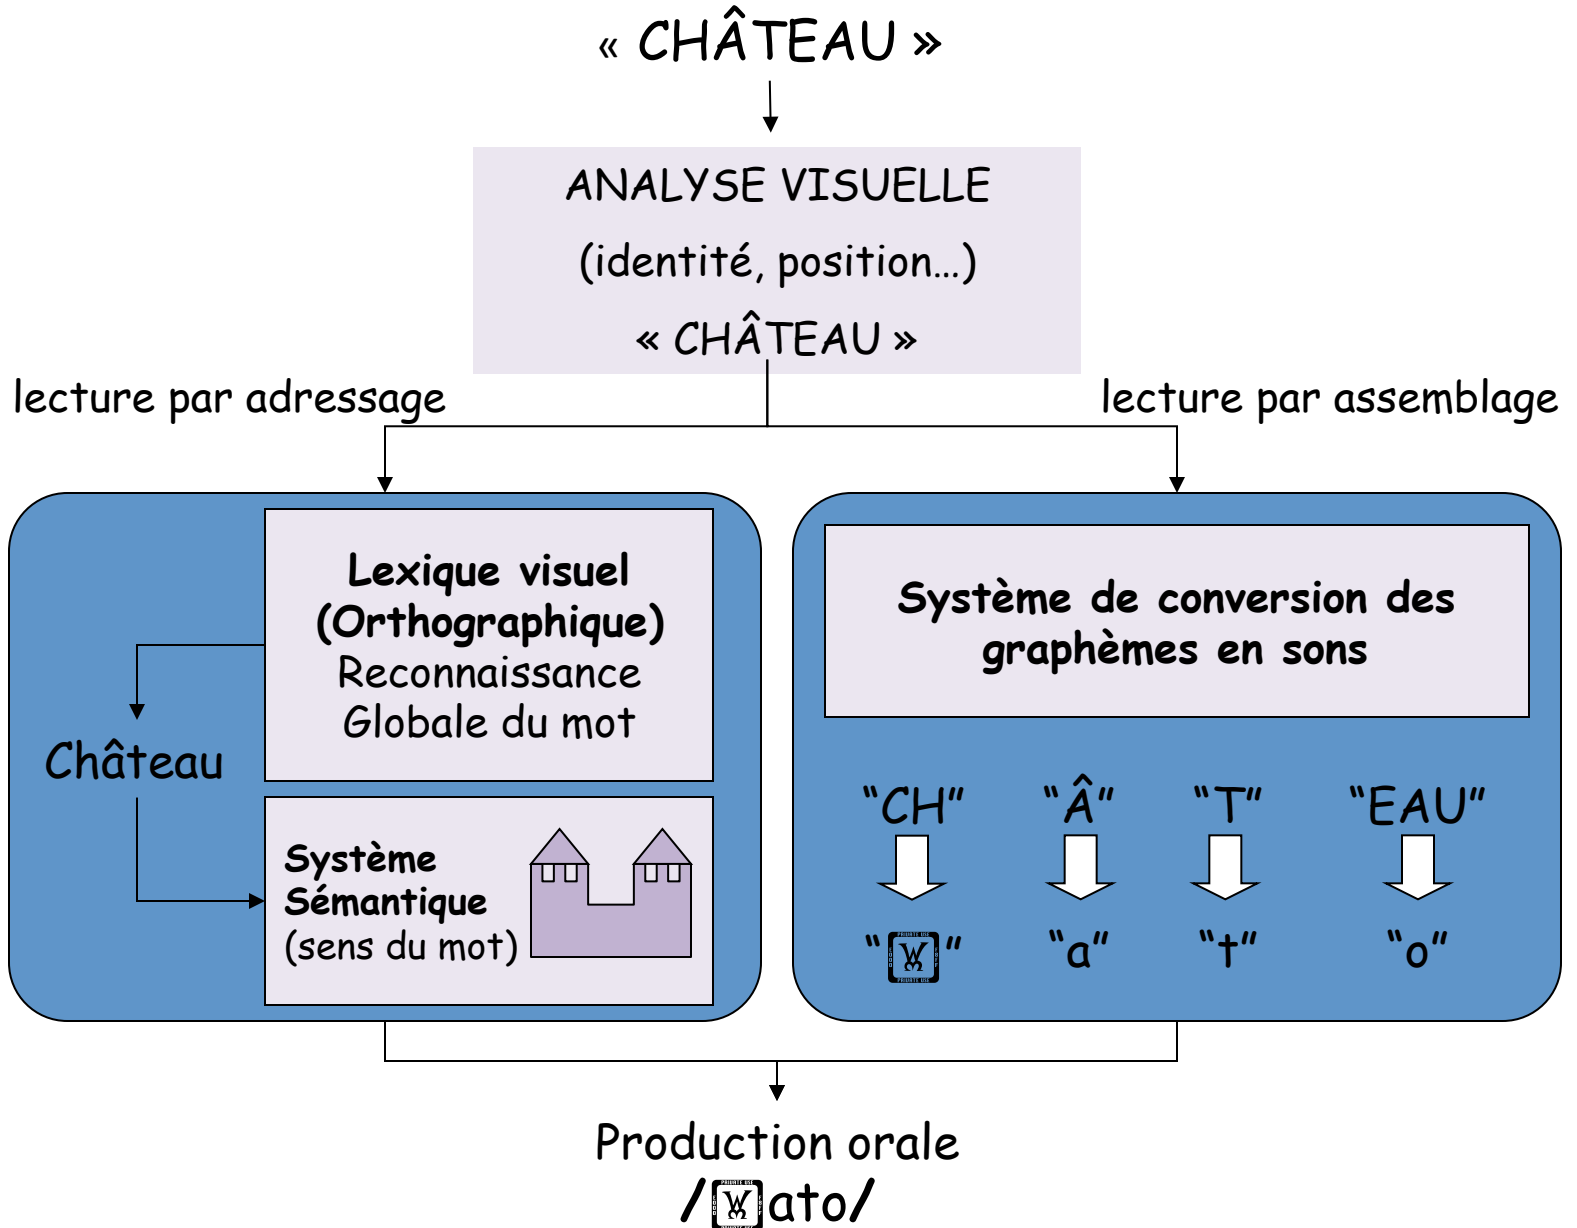 « CHÂTEAU »
ANALYSE VISUELLE
(identité, position…)
« CHÂTEAU »
lecture par adressage
lecture par assemblage
Lexique visuel
(Orthographique)
Reconnaissance
Globale du mot
Château
Système
Sémantique
(sens du mot)
Système de conversion des
graphèmes en sons
“CH” “Â” “T” “EAU”
“ ” “a” “t” “o”
Production orale
/ ato/